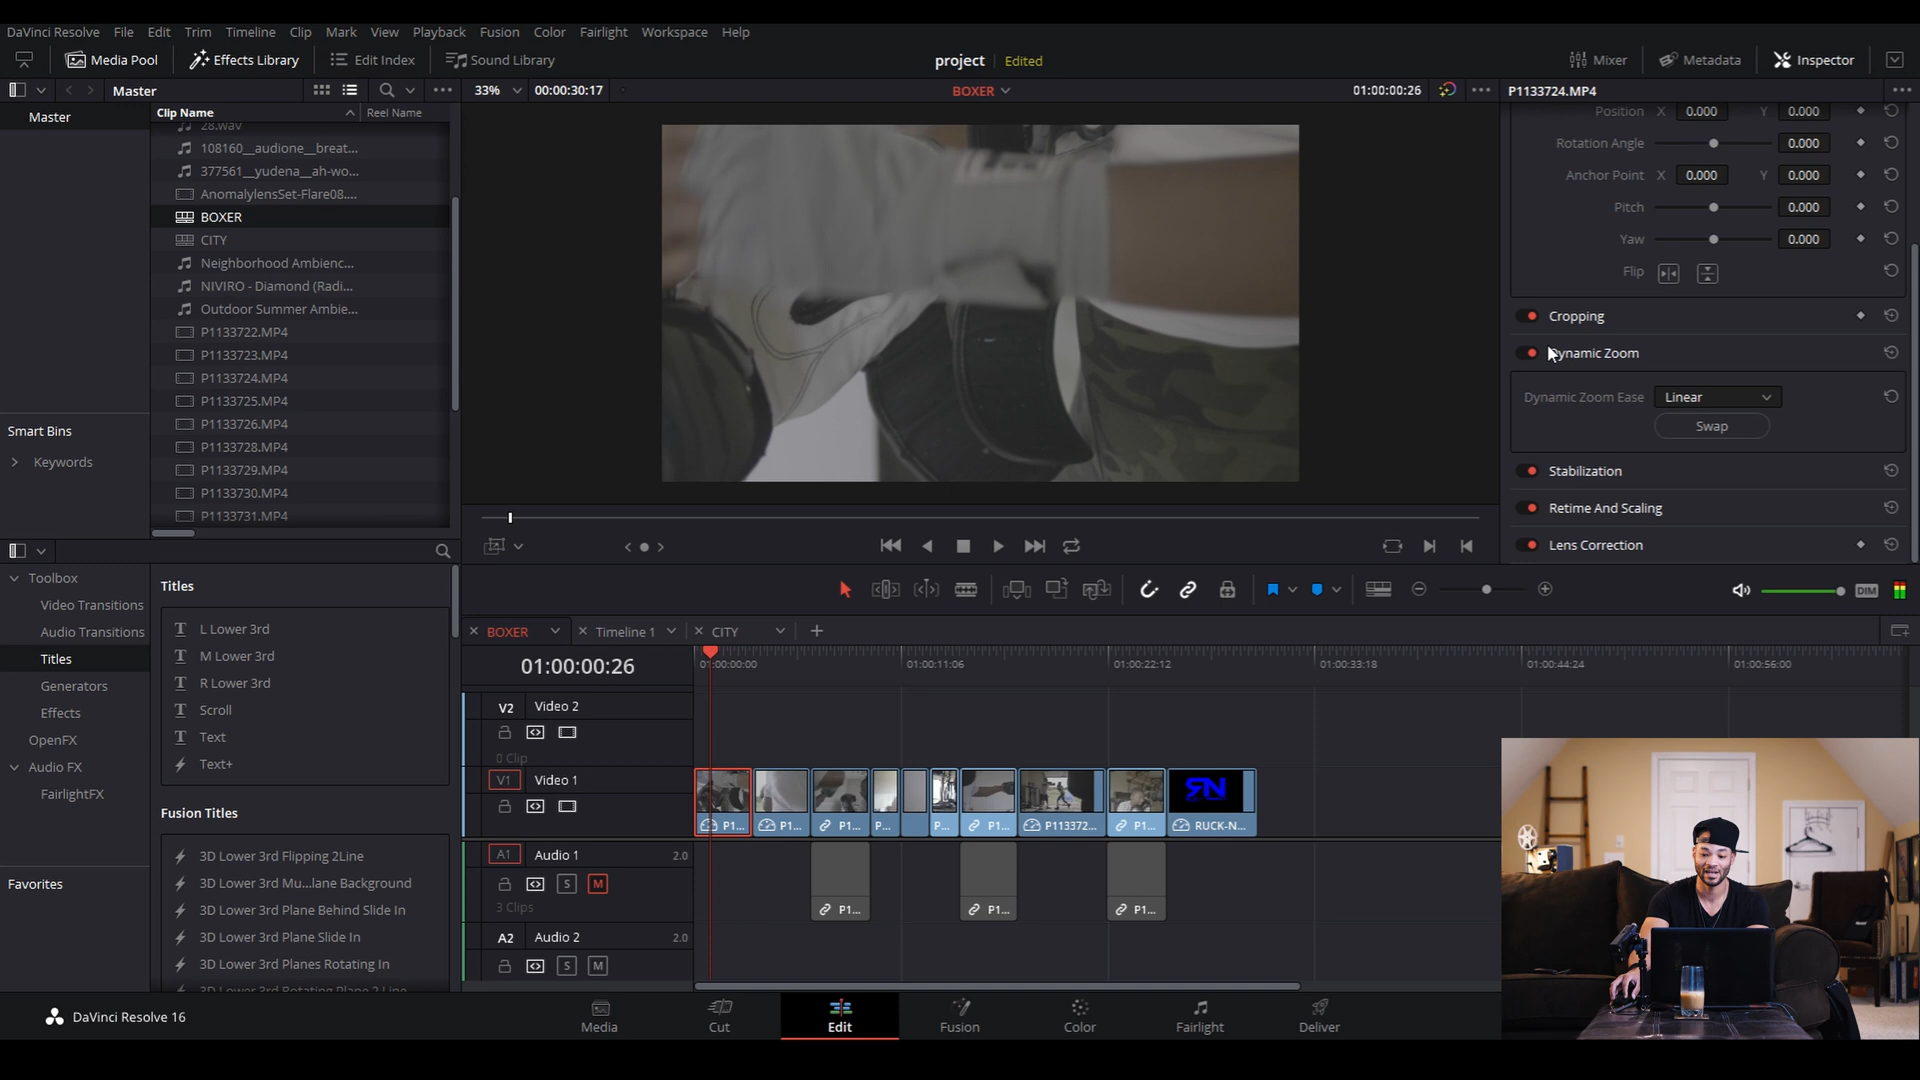 DaVinci Resolve File Edit Trim Timeline Clip Mark View Playback Fusion Color Fairlight Workspace Help
Media Pool Effects Library Edit Index Sound Library project Edited Mixer Metadata Inspector
Master 33% 00:00:30:17 BOXER 01:00:00:26 P1133724.MP4
Master
Clip Name Reel Name
28.wav
108160__audione__breat...
377561__yudena__ah-wo...
AnomalylensSet-Flare08....
BOXER
CITY
Neighborhood Ambienc...
NIVIRO - Diamond (Radi...
Outdoor Summer Ambie...
P1133722.MP4
P1133723.MP4
P1133724.MP4
P1133725.MP4
P1133726.MP4
P1133728.MP4
P1133729.MP4
P1133730.MP4
P1133731.MP4
Smart Bins
Keywords
Position X 0.000 Y 0.000
Rotation Angle 0.000
Anchor Point X 0.000 Y 0.000
Pitch 0.000
Yaw 0.000
Flip
Cropping
Dynamic Zoom
Dynamic Zoom Ease Linear
Swap
Stabilization
Retime And Scaling
Lens Correction
DIM
Toolbox
Video Transitions
Audio Transitions
Titles
Generators
Effects
OpenFX
Audio FX
FairlightFX
Favorites
Titles
L Lower 3rd
M Lower 3rd
R Lower 3rd
Scroll
Text
Text+
Fusion Titles
3D Lower 3rd Flipping 2Line
3D Lower 3rd Mu...lane Background
3D Lower 3rd Plane Behind Slide In
3D Lower 3rd Plane Slide In
3D Lower 3rd Planes Rotating In
3D Lower 3rd Rotating Plane 2 Line
BOXER Timeline 1 CITY
01:00:00:26 01:00:00:00 01:00:11:06 01:00:22:12 01:00:33:18 01:00:44:24 01:00:56:00
V2 Video 2
0 Clip
V1 Video 1
RN
P1... P1... P1... P... P... P1... P113372... P1... RUCK-N...
A1 Audio 1 2.0
S M
3 Clips
P1... P1... P1...
A2 Audio 2 2.0
S M
DaVinci Resolve 16
Media Cut Edit Fusion Color Fairlight Deliver